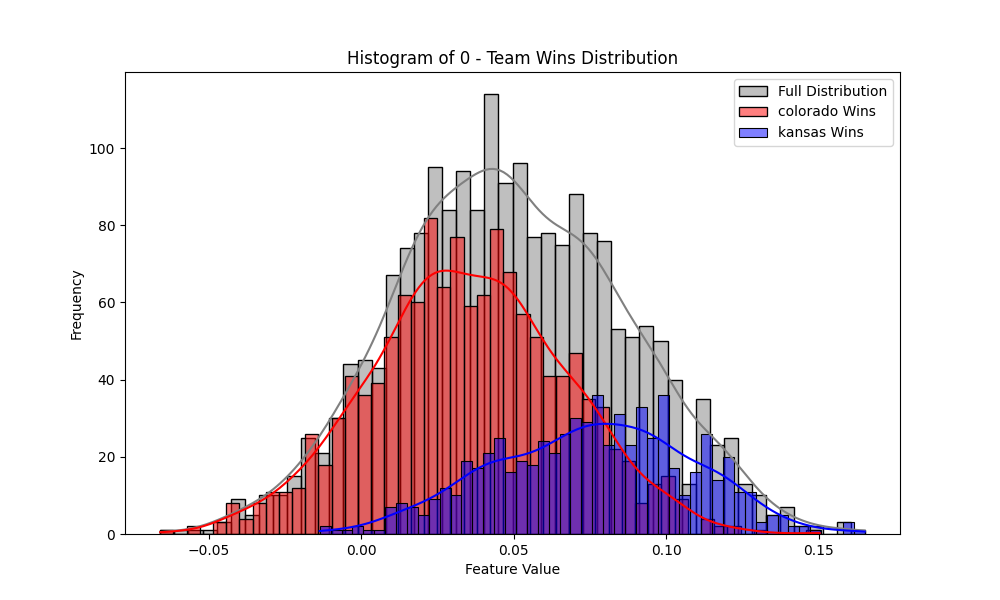 Histogram of 0 - Team Wins Distribution
Full Distribution
colorado Wins
kansas Wins
Frequency
100
80
60
40
20
0
−0.05 0.00 0.05 0.10 0.15
Feature Value